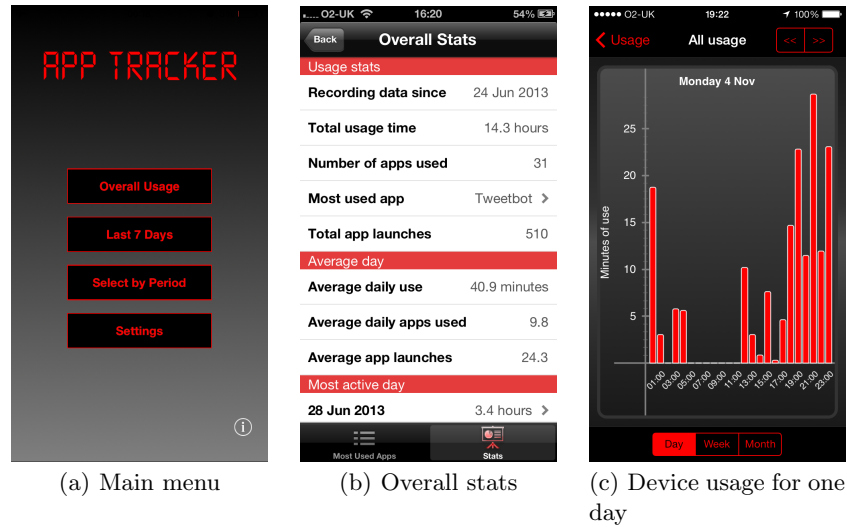 APP TRACKER
Overall Usage
Last 7 Days
Select by Period
Settings
i
(a) Main menu
O2-UK 16:20 54%
Back Overall Stats
Usage stats
Recording data since 24 Jun 2013
Total usage time 14.3 hours
Number of apps used 31
Most used app Tweetbot
Total app launches 510
Average day
Average daily use 40.9 minutes
Average daily apps used 9.8
Average app launches 24.3
Most active day
28 Jun 2013 3.4 hours
Most Used Apps Stats
(b) Overall stats
O2-UK 19:22 100%
Usage All usage << >>
Monday 4 Nov
Minutes of use
25
20
15
10
5
01:00 03:00 05:00 07:00 09:00 11:00 13:00 15:00 17:00 19:00 21:00 23:00
Day Week Month
(c) Device usage for one
day